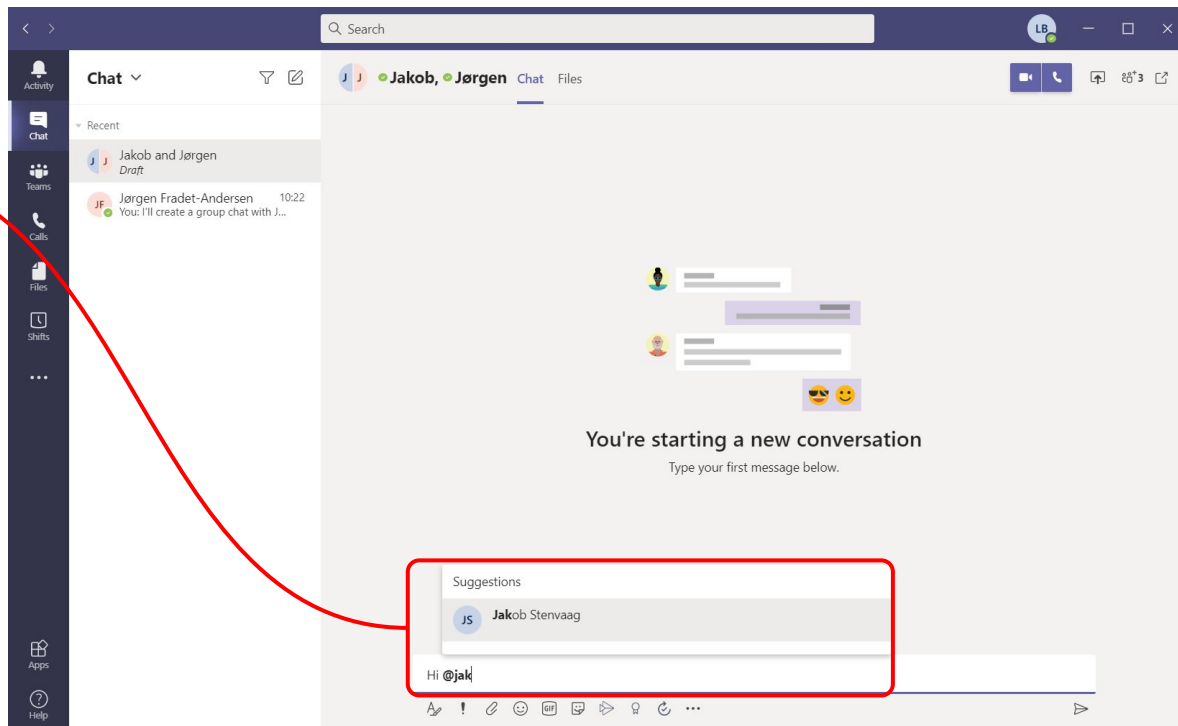 Search
LB
Activity
Chat
Teams
Calls
Files
Shifts
Apps
Help
Chat
Recent
J J Jakob and Jørgen
Draft
JF Jørgen Fradet-Andersen 10:22
You: I'll create a group chat with J...
J J Jakob, Jørgen Chat Files
3
You're starting a new conversation
Type your first message below.
Suggestions
JS Jakob Stenvaag
Hi @jak
GIF